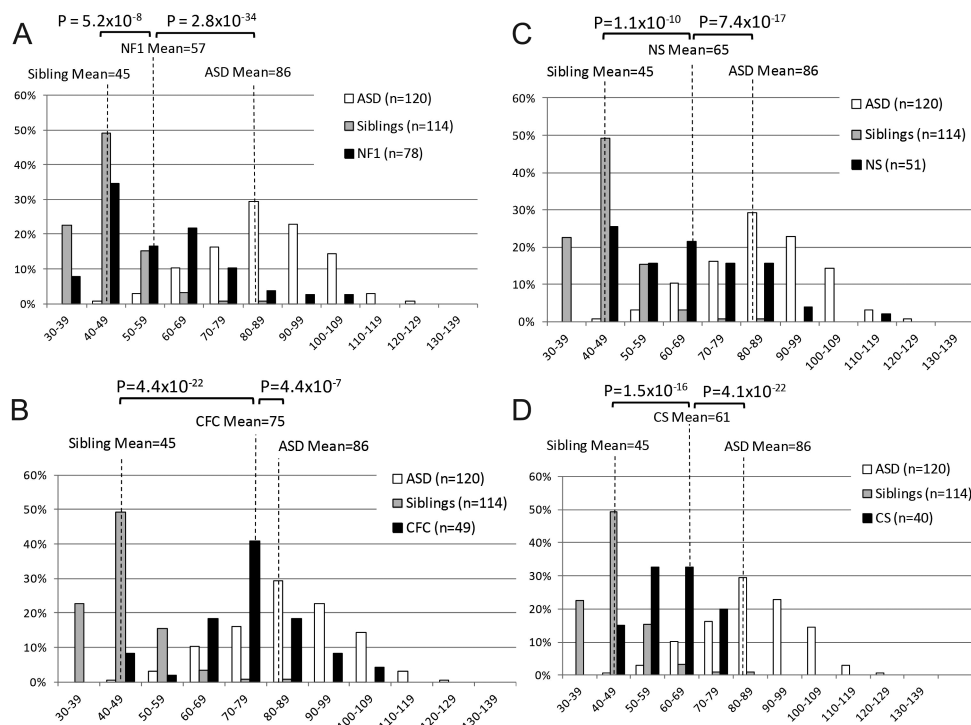 A
P = 5.2x10-8 P = 2.8x10-34
NF1 Mean=57
Sibling Mean=45 ASD Mean=86
60%
50%
40%
30%
20%
10%
0%
ASD (n=120)
Siblings (n=114)
NF1 (n=78)
30-39 40-49 50-59 60-69 70-79 80-89 90-99 100-109 110-119 120-129 130-139
C
P=1.1x10-10 P=7.4x10-17
NS Mean=65
Sibling Mean=45 ASD Mean=86
60%
50%
40%
30%
20%
10%
0%
ASD (n=120)
Siblings (n=114)
NS (n=51)
30-39 40-49 50-59 60-69 70-79 80-89 90-99 100-109 110-119 120-129 130-139
B
P=4.4x10-22 P=4.4x10-7
CFC Mean=75
Sibling Mean=45 ASD Mean=86
60%
50%
40%
30%
20%
10%
0%
ASD (n=120)
Siblings (n=114)
CFC (n=49)
30-39 40-49 50-59 60-69 70-79 80-89 90-99 100-109 110-119 120-129 130-139
D
P=1.5x10-16 P=4.1x10-22
CS Mean=61
Sibling Mean=45 ASD Mean=86
60%
50%
40%
30%
20%
10%
0%
ASD (n=120)
Siblings (n=114)
CS (n=40)
30-39 40-49 50-59 60-69 70-79 80-89 90-99 100-109 110-119 120-129 130-139